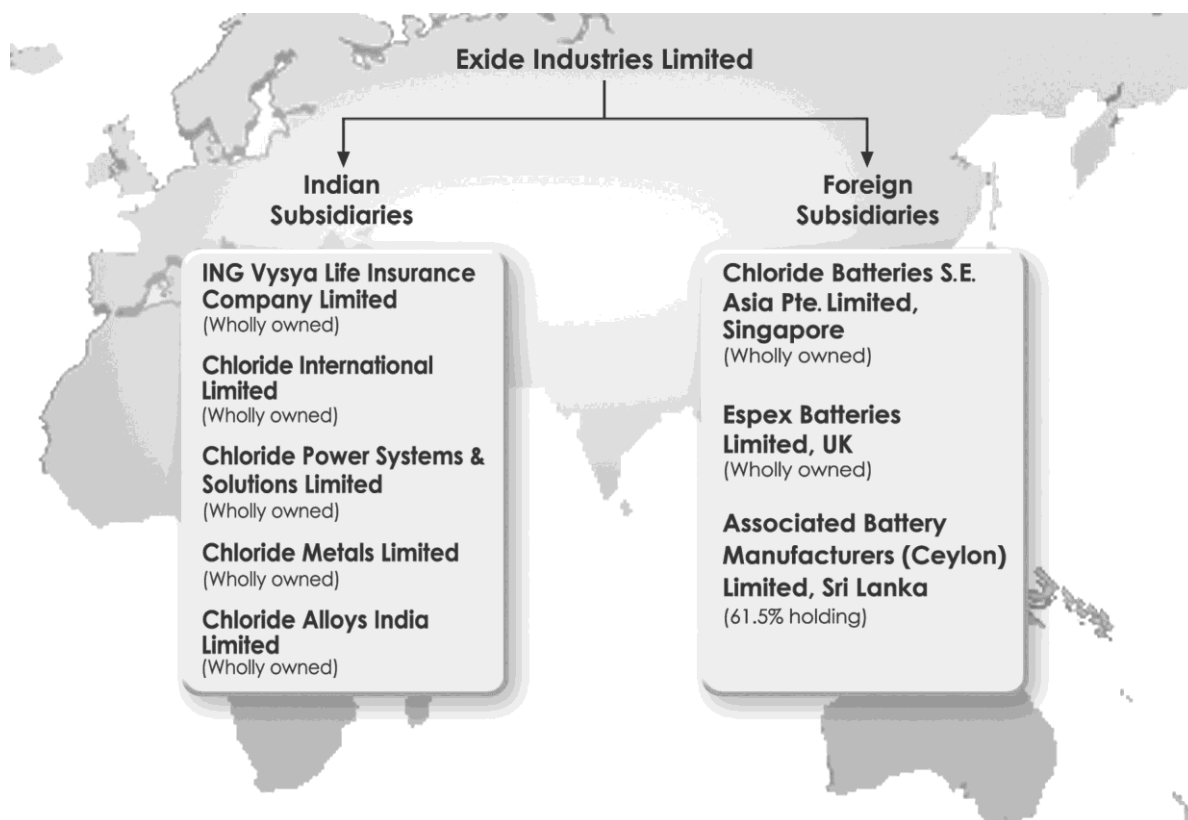 Exide Industries Limited
Indian
Subsidiaries
ING Vysya Life Insurance
Company Limited
(Wholly owned)
Chloride International
Limited
(Wholly owned)
Chloride Power Systems &
Solutions Limited
(Wholly owned)
Chloride Metals Limited
(Wholly owned)
Chloride Alloys India
Limited
(Wholly owned)
Foreign
Subsidiaries
Chloride Batteries S.E.
Asia Pte. Limited,
Singapore
(Wholly owned)
Espex Batteries
Limited, UK
(Wholly owned)
Associated Battery
Manufacturers (Ceylon)
Limited, Sri Lanka
(61.5% holding)